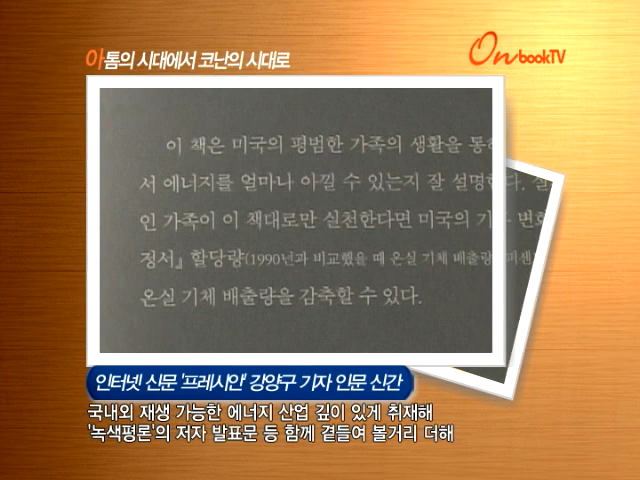 아톰의 시대에서 코난의 시대로
On bookTV
이 책은 미국의 평범한 가족의 생활을
서 에너지를 얼마나 아낄 수 있는지 잘
인 가족이 이 책대로만 실천한다면 미국의
정서』 할당량(1990년과 비교했을 때 온실 기체
온실 기체 배출량을 감축할 수 있다.
인터넷 신문 '프레시안' 강양구 기자 인문 신간
국내외 재생 가능한 에너지 산업 깊이 있게 취재해
'녹색평론'의 저자 발표문 등 함께 곁들여 볼거리 더해